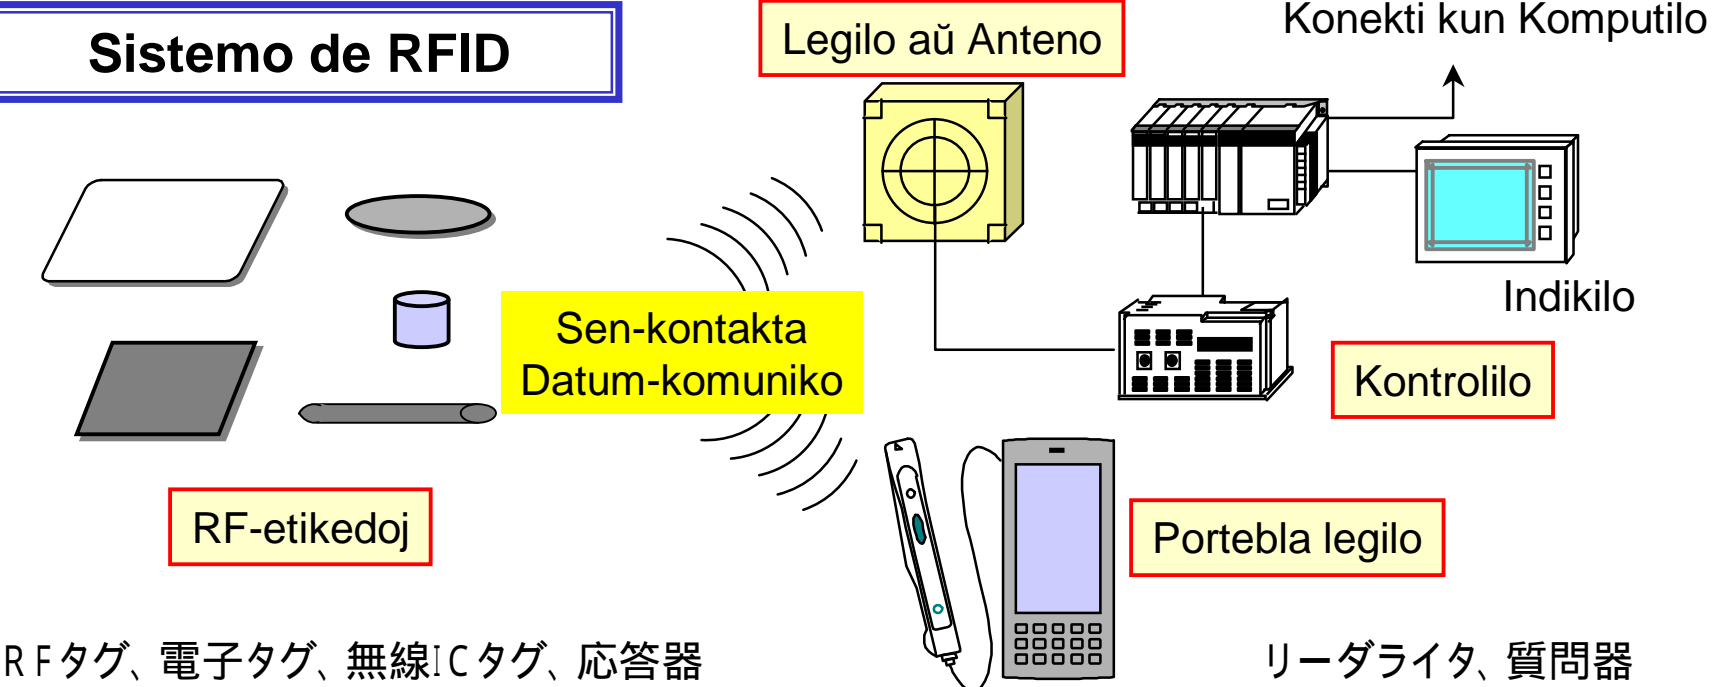 Sistemo de RFID
Legilo aŭ Anteno
Konekti kun Komputilo
Indikilo
Sen-kontakta
Datum-komuniko
Kontrolilo
RF-etikedoj
Portebla legilo
RFタグ、電子タグ、無線ICタグ、応答器
リーダライタ、質問器